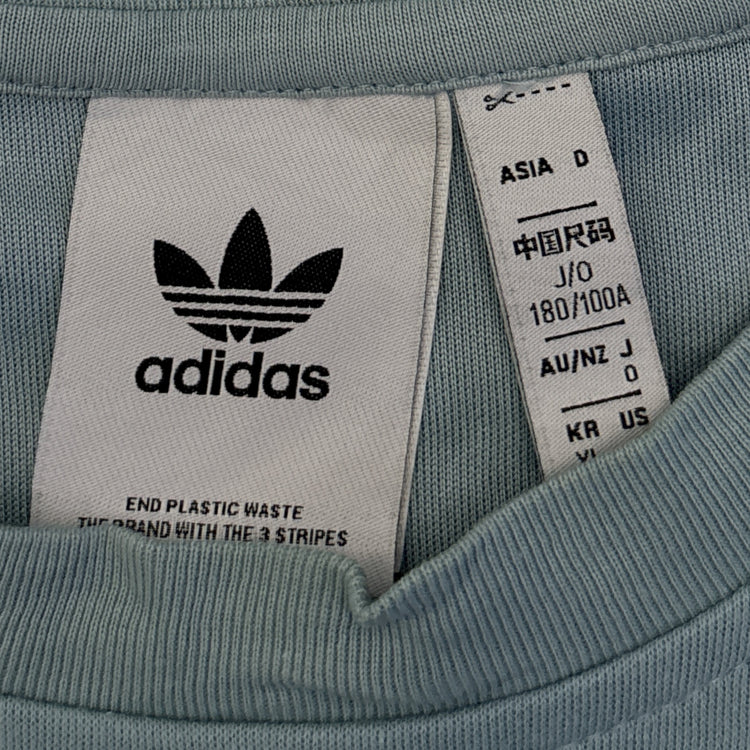 adidas
END PLASTIC WASTE
THE BRAND WITH THE 3 STRIPES
ASIA D
中国尺码
J/O
180/100A
AU/NZ J
O
KR US